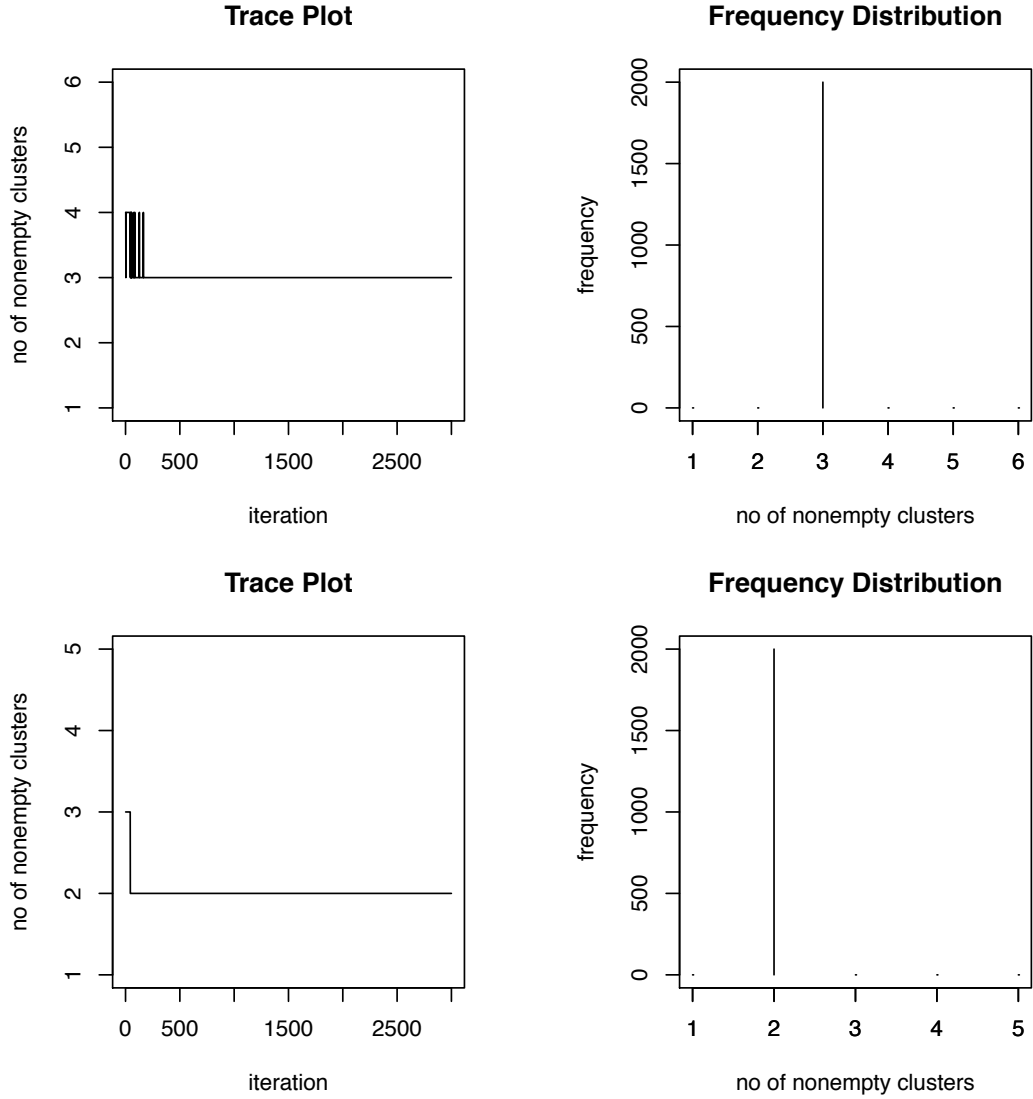 Trace Plot
no of nonempty clusters
6
5
4
3
2
1
0 500 1500 2500
iteration
Frequency Distribution
frequency
2000
1500
1000
500
0
1 2 3 4 5 6
no of nonempty clusters
Trace Plot
no of nonempty clusters
5
4
3
2
1
0 500 1500 2500
iteration
Frequency Distribution
frequency
2000
1500
1000
500
0
1 2 3 4 5
no of nonempty clusters